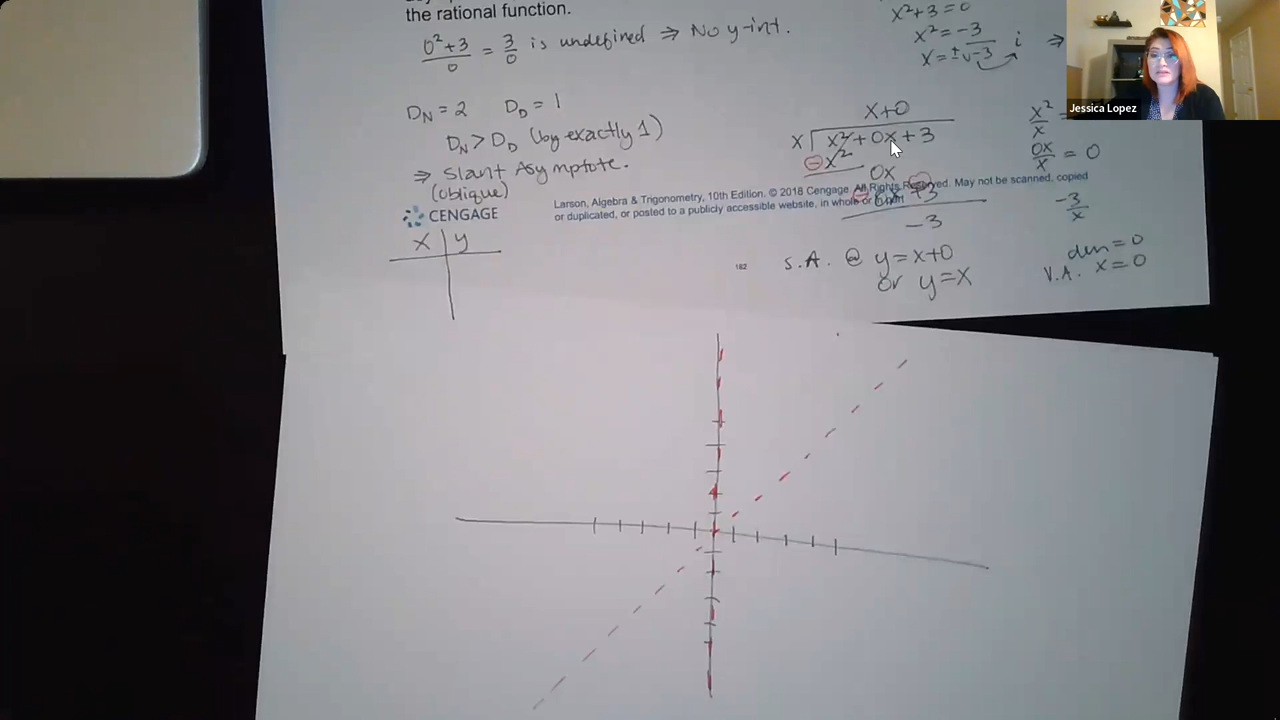 the rational function.
0²+3/0 = 3/0 is undefined ⇒ No y-int.
x²+3=0
x²=-3
x=±√-3 i ⇒
Jessica Lopez
D_N = 2 D_D = 1
D_N > D_D (by exactly 1)
⇒ Slant Asymptote.
(oblique)
x+0
x x²+0x+3
-x²
0x
-3
x²/x =
0x/x = 0
-3/x
Larson, Algebra & Trigonometry, 10th Edition. © 2018 Cengage. All Rights Reserved. May not be scanned, copied
or duplicated, or posted to a publicly accessible website, in whole or in part
CENGAGE
x y
182
S.A. @ y=x+0
or y=x
den=0
V.A. x=0